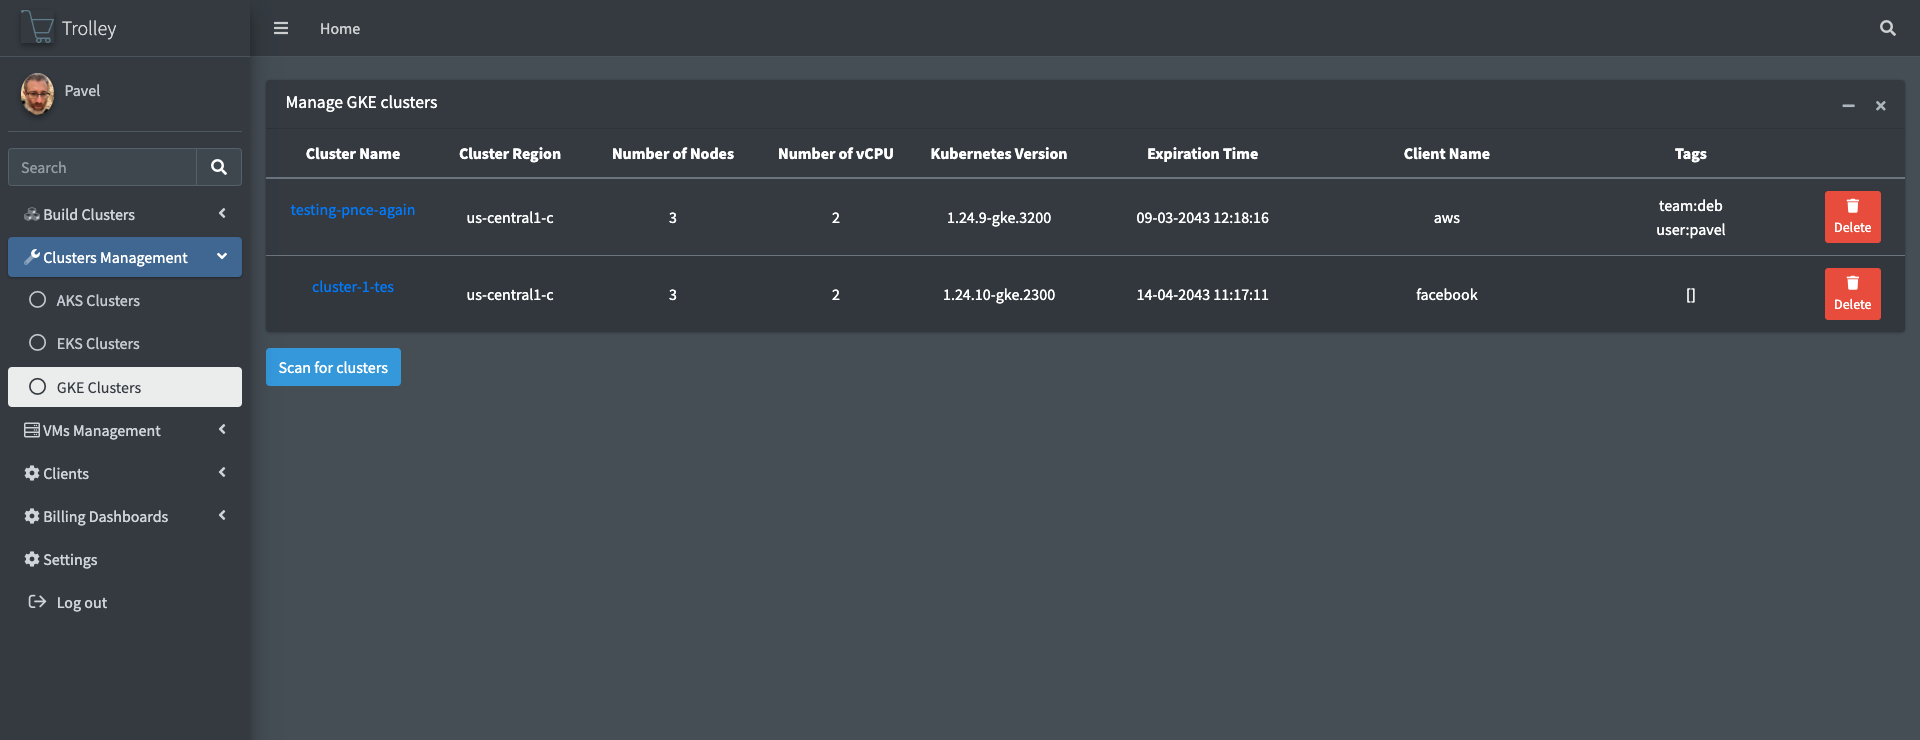 Trolley
Home
Pavel
Search
Build Clusters
Clusters Management
AKS Clusters
EKS Clusters
GKE Clusters
VMs Management
Clients
Billing Dashboards
Settings
Log out
Manage GKE clusters
Cluster Name Cluster Region Number of Nodes Number of vCPU Kubernetes Version Expiration Time Client Name Tags
testing-pnce-again us-central1-c 3 2 1.24.9-gke.3200 09-03-2043 12:18:16 aws team:deb
user:pavel
Delete
cluster-1-tes us-central1-c 3 2 1.24.10-gke.2300 14-04-2043 11:17:11 facebook []
Delete
Scan for clusters